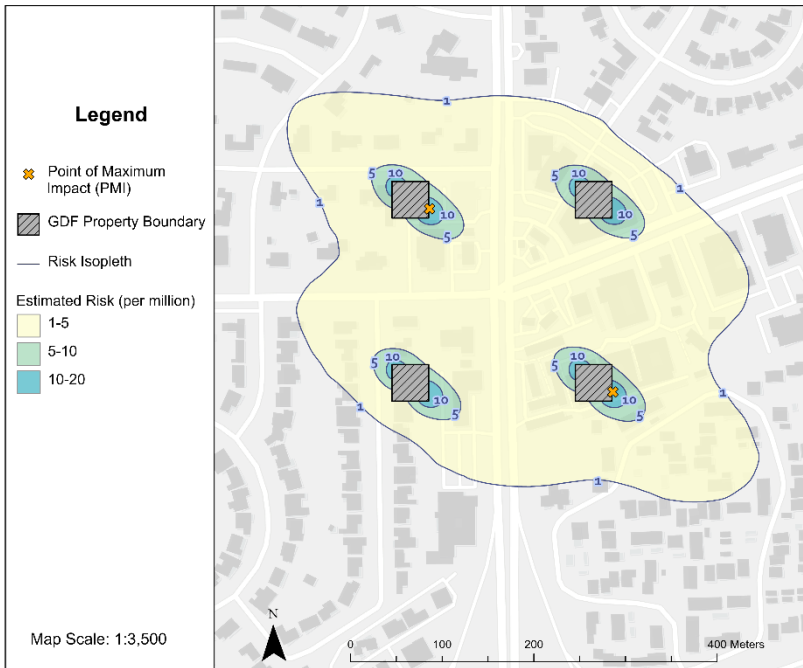 Legend
Point of Maximum
Impact (PMI)
GDF Property Boundary
Risk Isopleth
Estimated Risk (per million)
1-5
5-10
10-20
Map Scale: 1:3,500
1
1
1
5 10
5 10
10
5
10
5
5 10
5 10
10
5
10
5
1
1
1
N
0 100 200 400 Meters